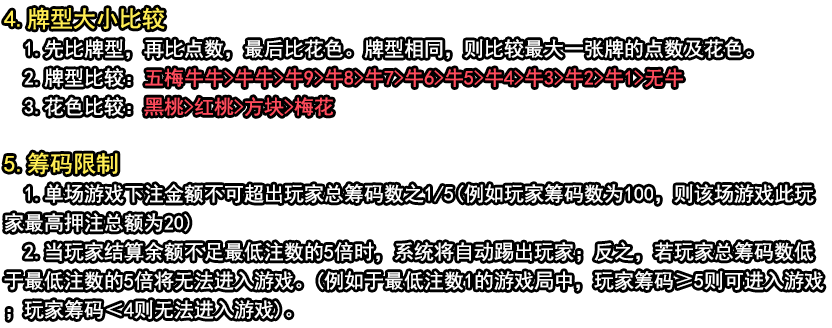 4.牌型大小比较
1.先比牌型，再比点数，最后比花色。牌型相同，则比较最大一张牌的点数及花色。
2.牌型比较：五梅牛牛>牛牛>牛9>牛8>牛7>牛6>牛5>牛4>牛3>牛2>牛1>无牛
3.花色比较：黑桃>红桃>方块>梅花
5.筹码限制
1.单场游戏下注金额不可超出玩家总筹码数之1/5(例如玩家筹码数为100，则该场游戏此玩
家最高押注总额为20)
2.当玩家结算余额不足最低注数的5倍时，系统将自动踢出玩家；反之，若玩家总筹码数低
于最低注数的5倍将无法进入游戏。(例如于最低注数1的游戏局中，玩家筹码≥5则可进入游戏
；玩家筹码＜4则无法进入游戏)。